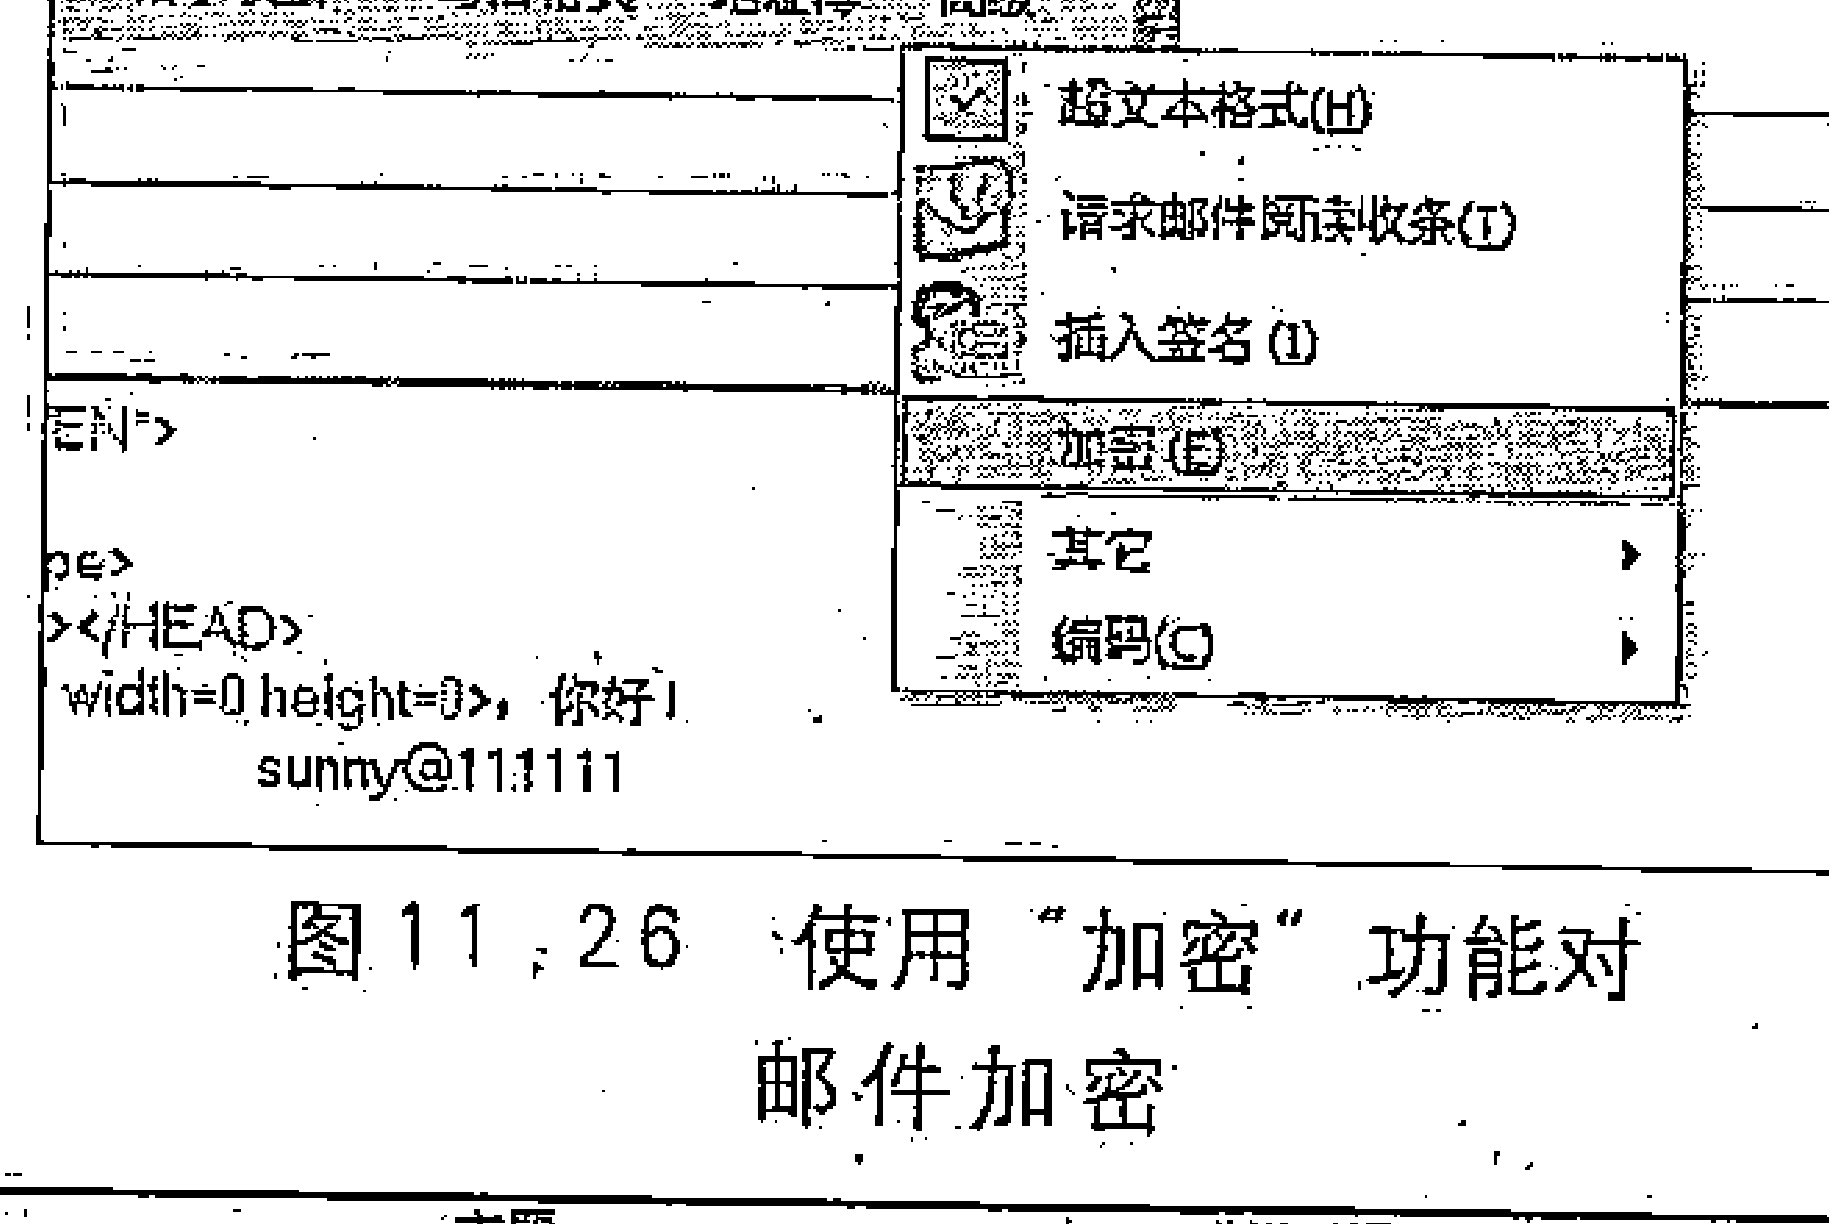 超文本格式(H)
请求邮件阅读收条(T)
插入签名(I)
加密(E)
其它
编码(C)
EN">
pe>
></HEAD>
width=0 height=0>，你好！
sunny@111111
图11.26 使用“加密”功能对
邮件加密